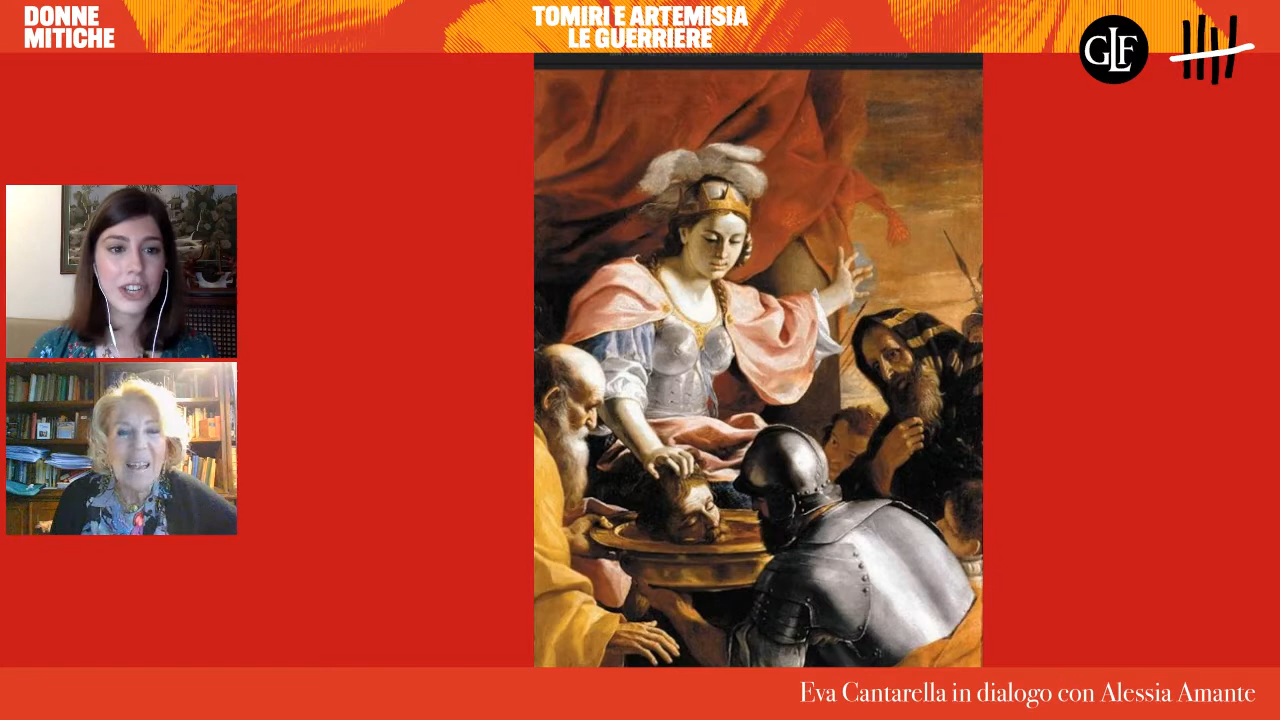 DONNE
MITICHE
TOMIRI E ARTEMISIA
LE GUERRIERE
GLF
Eva Cantarella in dialogo con Alessia Amante